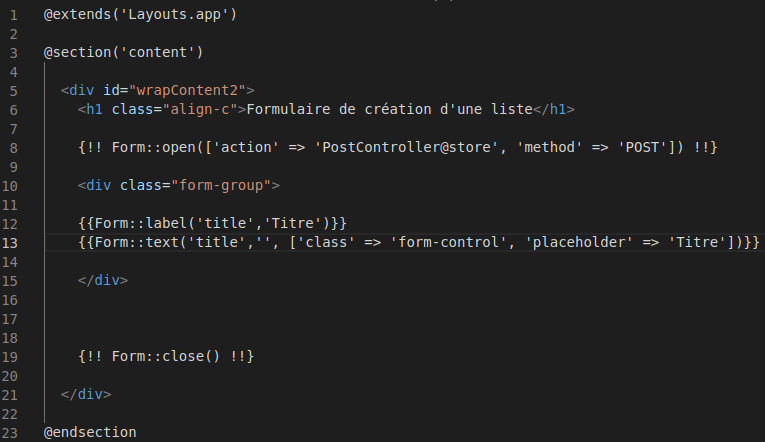 1 @extends('Layouts.app')
2
3 @section('content')
4
5 <div id="wrapContent2">
6 <h1 class="align-c">Formulaire de création d'une liste</h1>
7
8 {!! Form::open(['action' => 'PostController@store', 'method' => 'POST']) !!}
9
10 <div class="form-group">
11
12 {{Form::label('title','Titre')}}
13 {{Form::text('title','', ['class' => 'form-control', 'placeholder' => 'Titre'])}}
14
15 </div>
16
17
18
19 {!! Form::close() !!}
20
21 </div>
22
23 @endsection